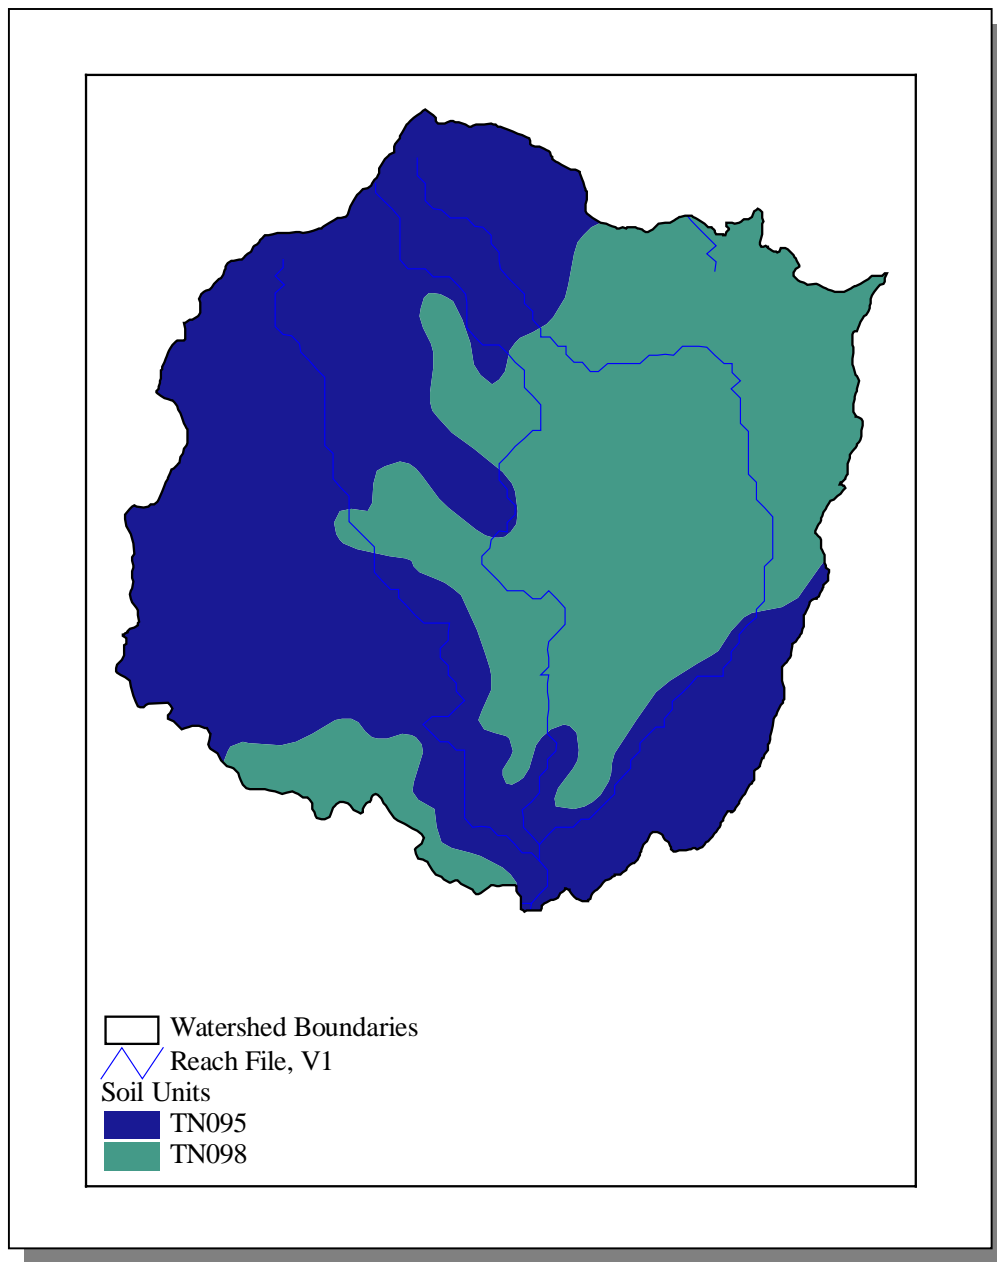 Watershed Boundaries
Reach File, V1
Soil Units
TN095
TN098